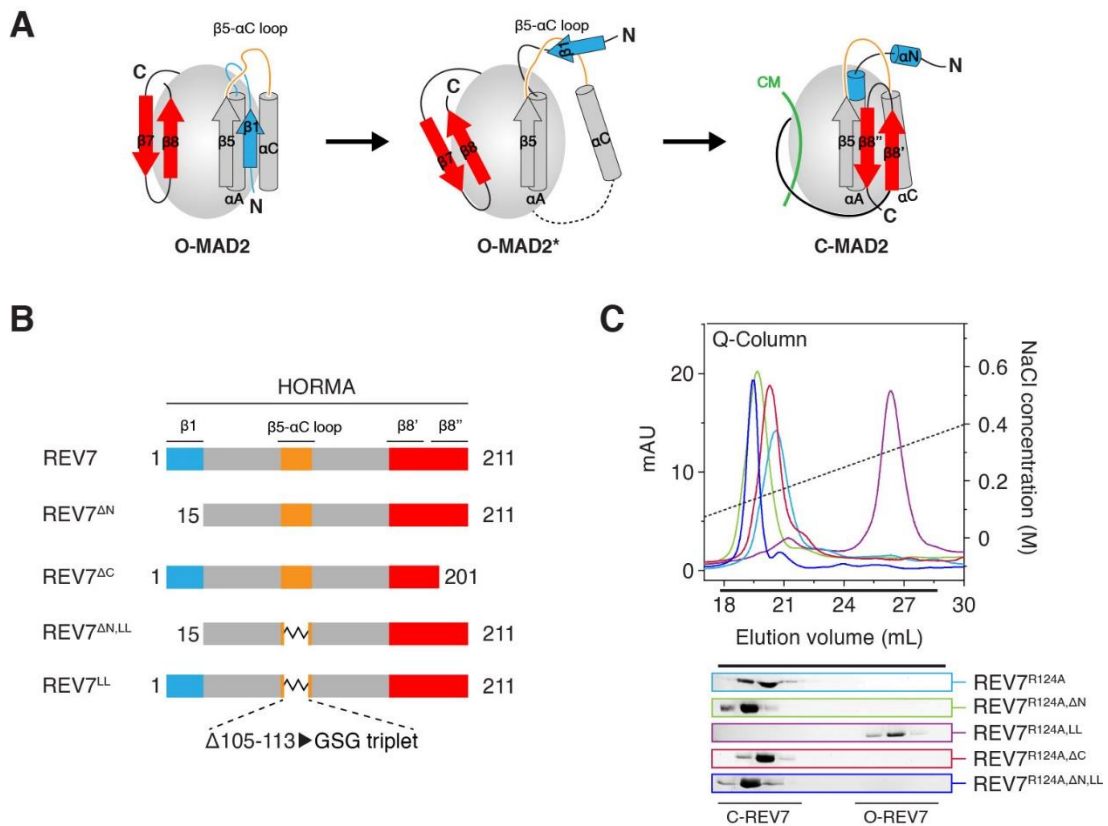 A
β5-αC loop
C
β7
β8
β5
β1
αC
αA
N
O-MAD2
β5-αC loop
β1
N
C
β7
β8
β5
αC
αA
O-MAD2*
αN
N
CM
β5
β8"
β8'
αA
C
αC
C-MAD2
B
HORMA
β1
β5-αC loop
β8'
β8"
REV7
1
211
REV7ΔN
15
211
REV7ΔC
1
201
REV7ΔN,LL
15
211
REV7LL
1
211
Δ105-113▶GSG triplet
C
Q-Column
mAU
20
10
0
NaCl concentration (M)
0.6
0.4
0.2
0
18
21
24
27
30
Elution volume (mL)
REV7R124A
REV7R124A,ΔN
REV7R124A,LL
REV7R124A,ΔC
REV7R124A,ΔN,LL
C-REV7
O-REV7